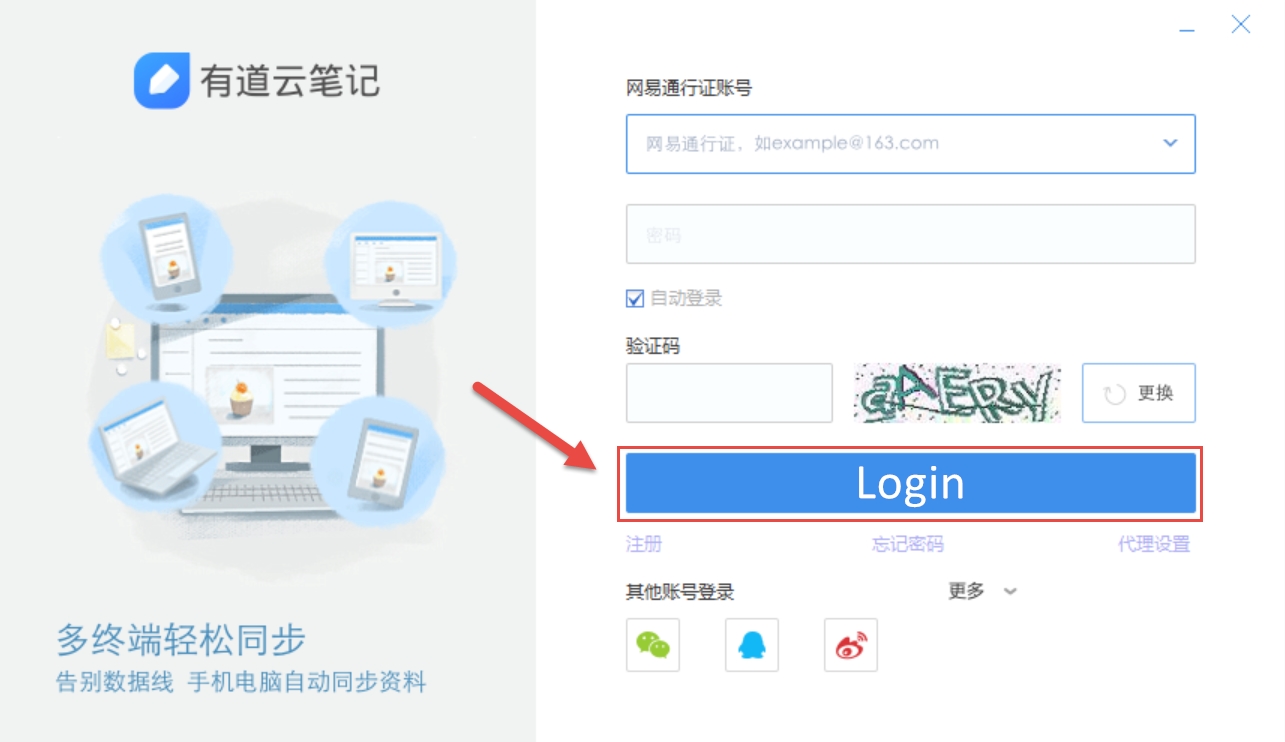 有道云笔记
多终端轻松同步
告别数据线 手机电脑自动同步资料
网易通行证账号
网易通行证，如example@163.com
密码
自动登录
验证码
更换
Login
注册 忘记密码 代理设置
其他账号登录 更多